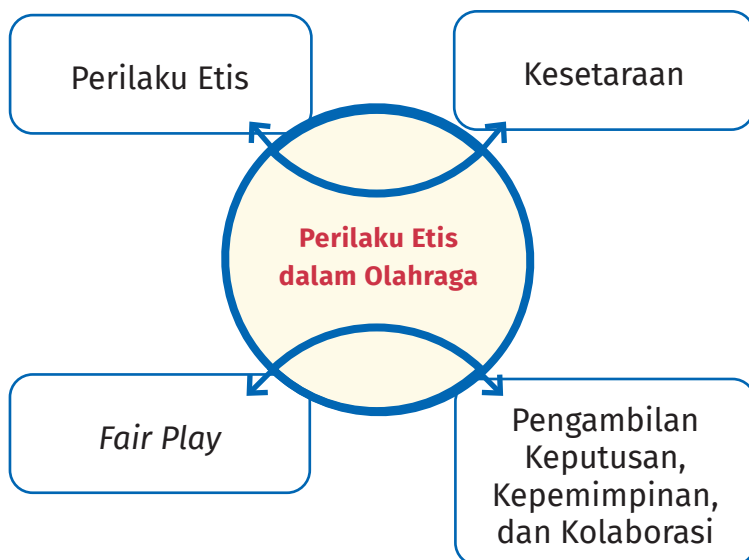 Perilaku Etis
Kesetaraan
Perilaku Etis
dalam Olahraga
Fair Play
Pengambilan
Keputusan,
Kepemimpinan,
dan Kolaborasi